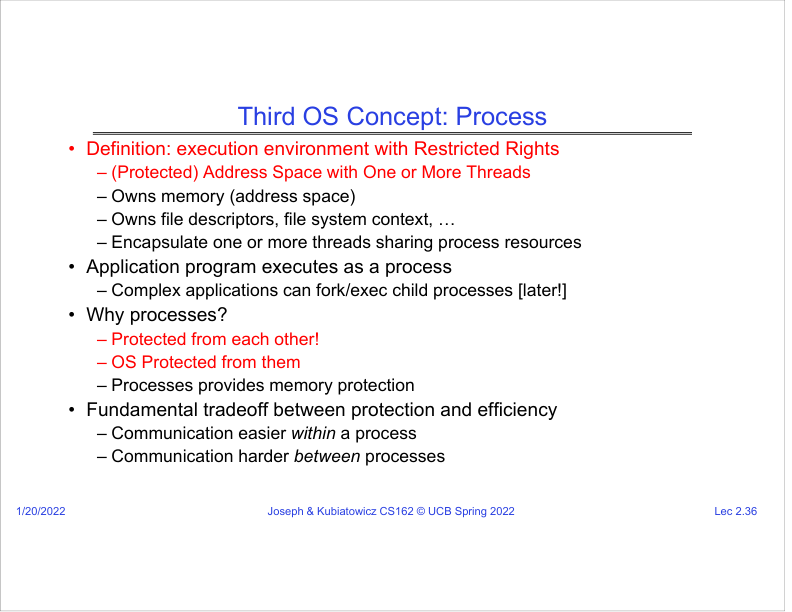 Third OS Concept: Process
• Definition: execution environment with Restricted Rights
– (Protected) Address Space with One or More Threads
– Owns memory (address space)
– Owns file descriptors, file system context, …
– Encapsulate one or more threads sharing process resources
• Application program executes as a process
– Complex applications can fork/exec child processes [later!]
• Why processes?
– Protected from each other!
– OS Protected from them
– Processes provides memory protection
• Fundamental tradeoff between protection and efficiency
– Communication easier within a process
– Communication harder between processes
1/20/2022
Joseph & Kubiatowicz CS162 © UCB Spring 2022
Lec 2.36